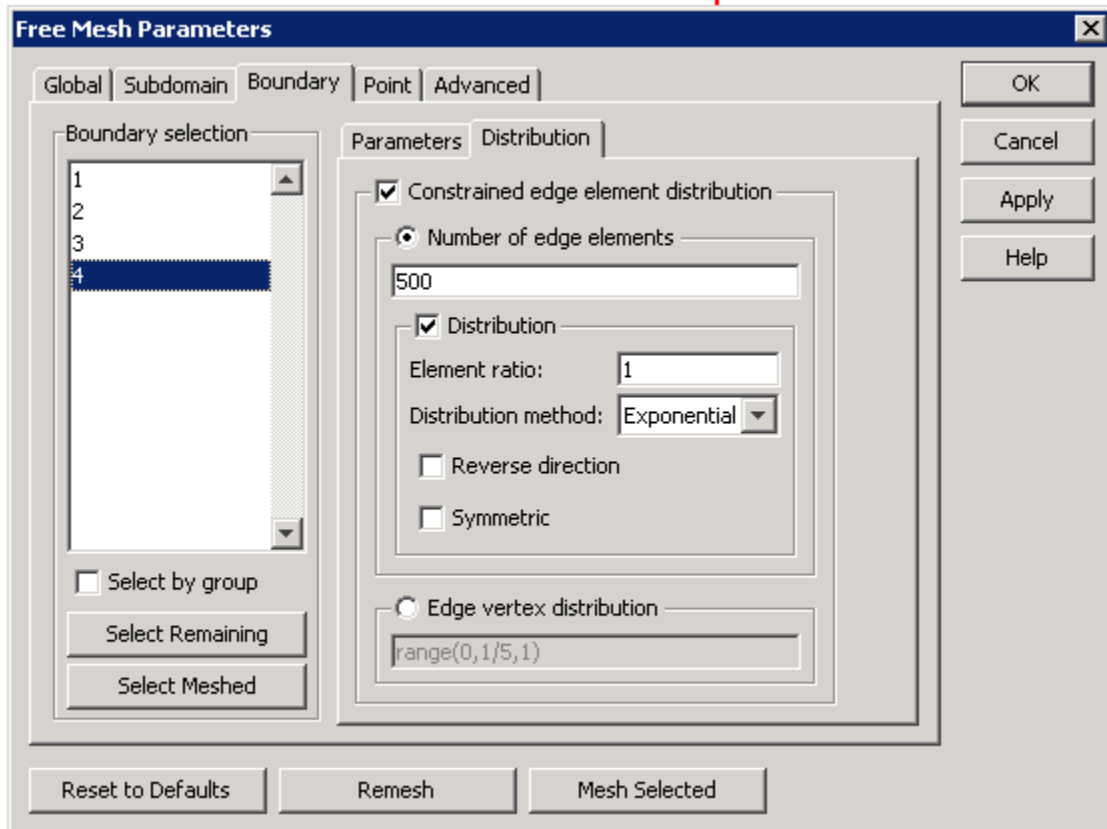 Free Mesh Parameters
Global Subdomain Boundary Point Advanced
OK
Cancel
Apply
Help
Boundary selection
1
2
3
4
Select by group
Select Remaining
Select Meshed
Parameters Distribution
Constrained edge element distribution
Number of edge elements
500
Distribution
Element ratio: 1
Distribution method: Exponential
Reverse direction
Symmetric
Edge vertex distribution
range(0,1/5,1)
Reset to Defaults Remesh Mesh Selected